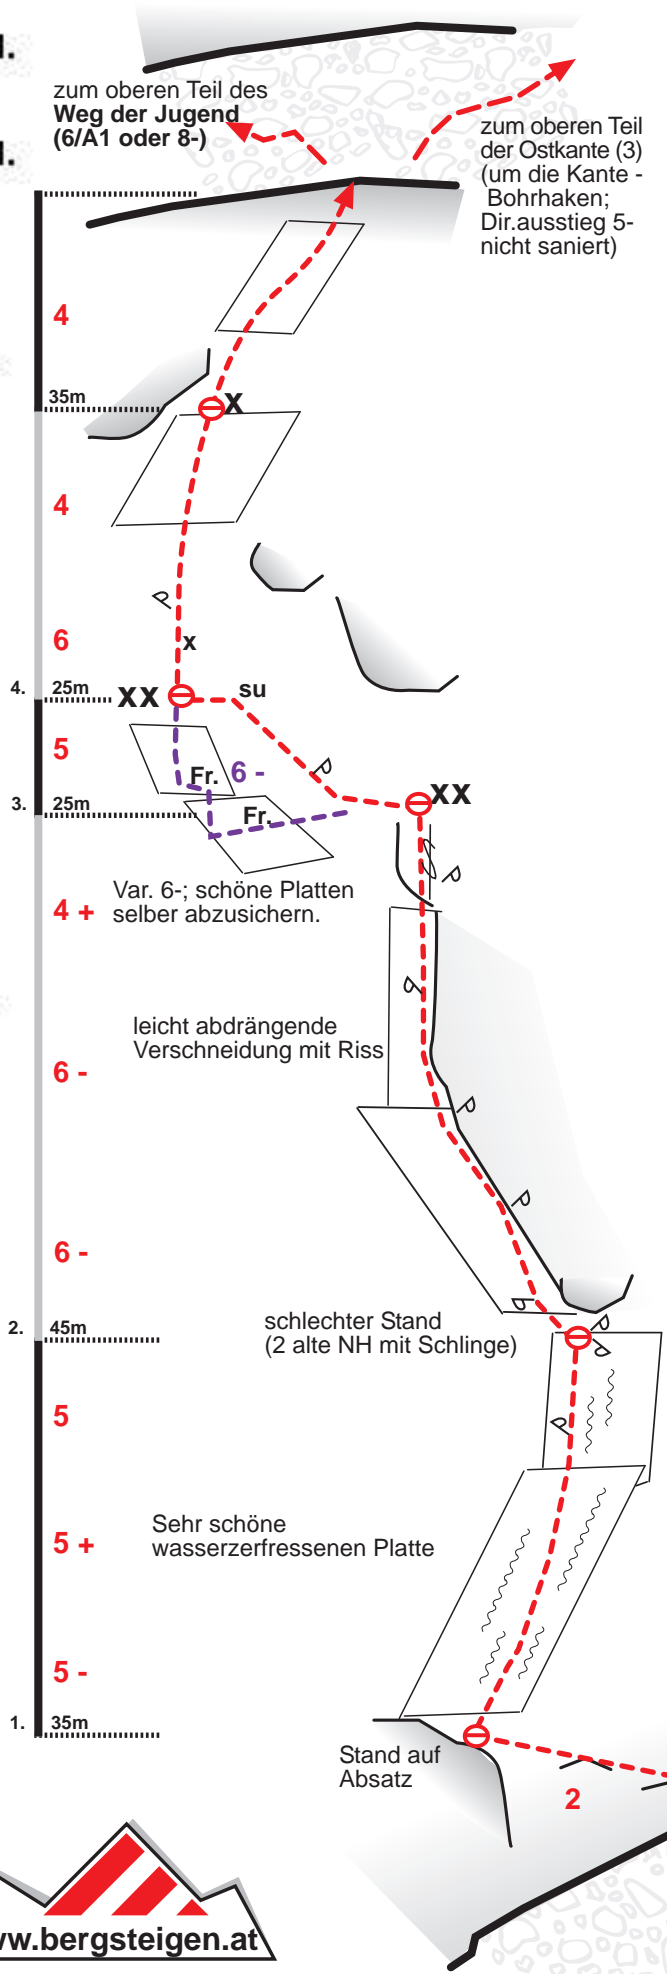 zum oberen Teil des
Weg der Jugend
(6/A1 oder 8-)
zum oberen Teil
der Ostkante (3)
(um die Kante -
Bohrhaken;
Dir.ausstieg 5-
nicht saniert)
4
35m
X
4
6
x
4.
25m
XX
su
5
Fr.
6 -
3.
25m
Fr.
XX
Var. 6-; schöne Platten
selber abzusichern.
4 +
leicht abdrängende
Verschneidung mit Riss
6 -
6 -
schlechter Stand
(2 alte NH mit Schlinge)
2.
45m
5
Sehr schöne
wasserzerfressenen Platte
5 +
5 -
1.
35m
Stand auf
Absatz
2
w.bergsteigen.at